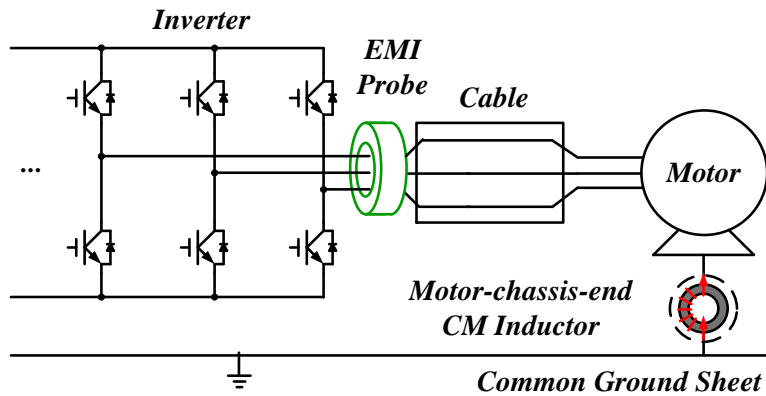 Inverter
EMI
Probe
Cable
...
Motor
Motor-chassis-end
CM Inductor
Common Ground Sheet